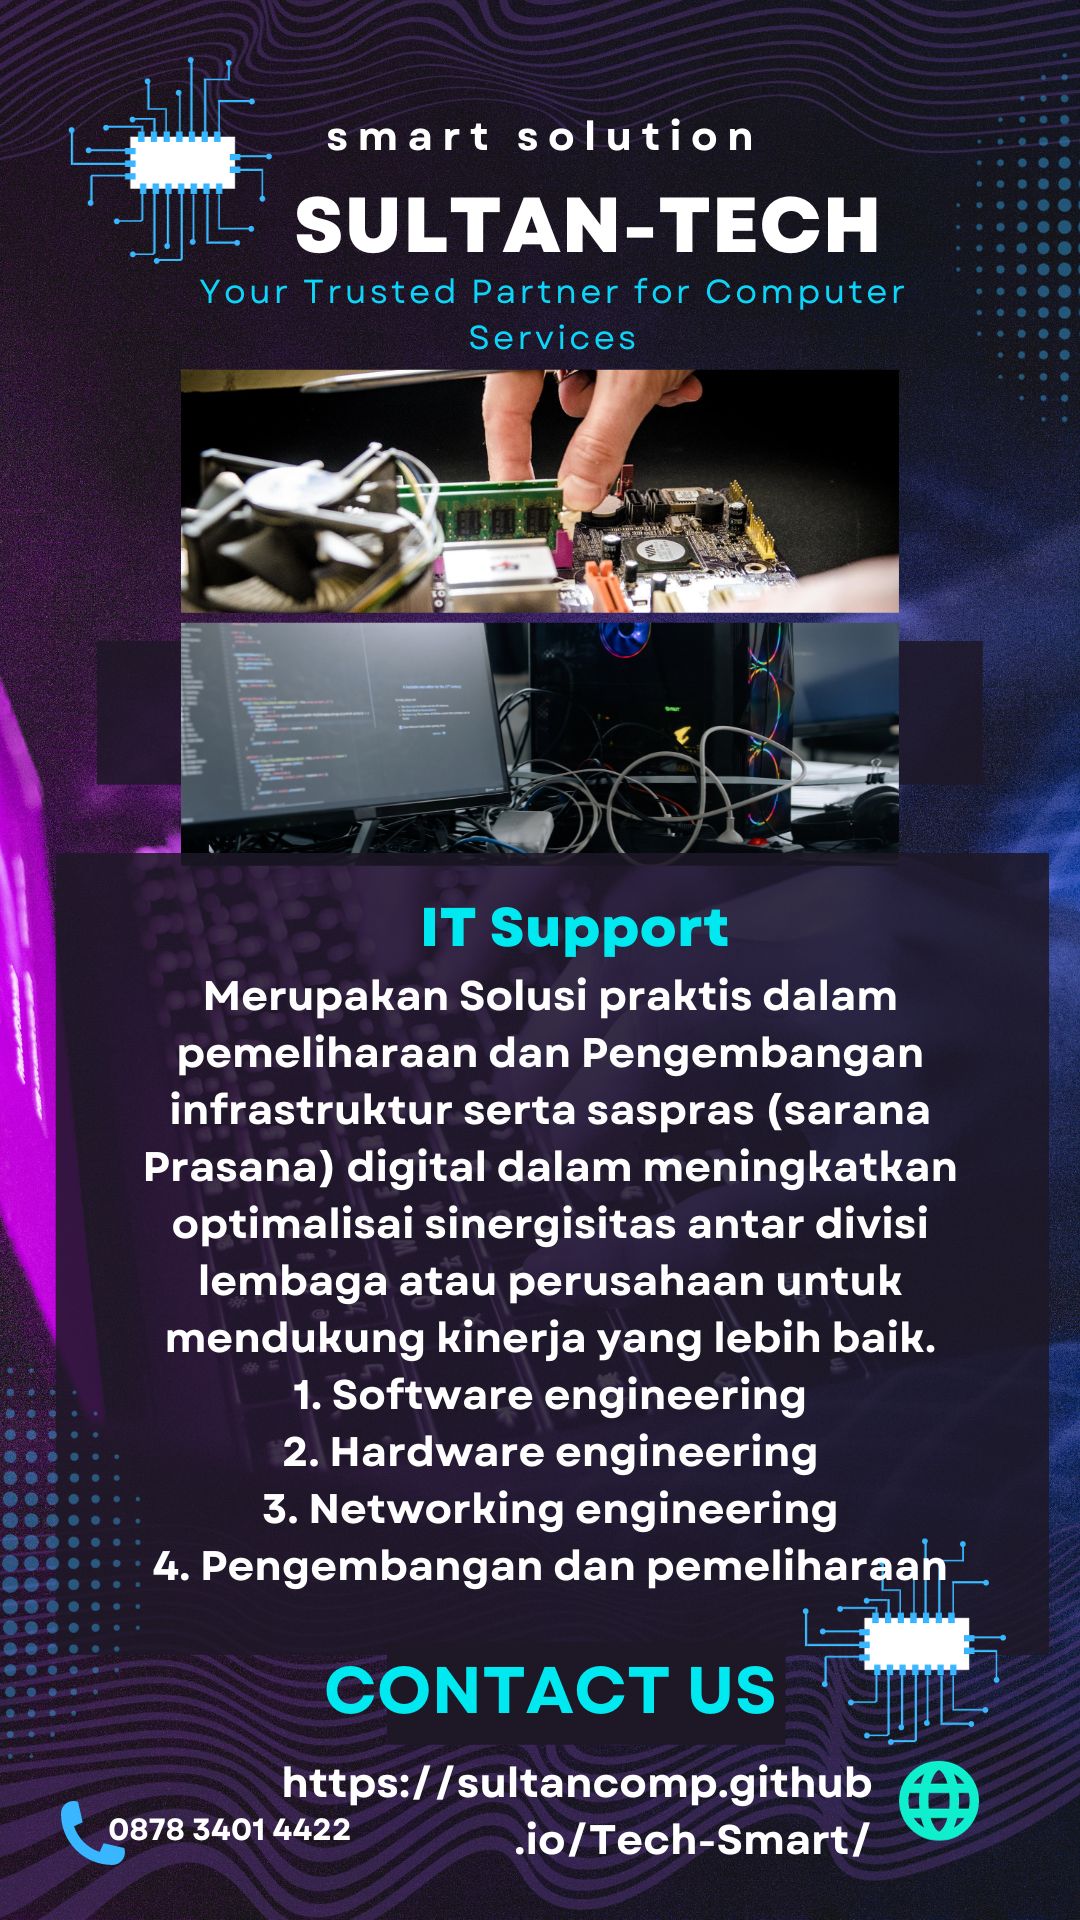 smart solution
SULTAN-TECH
Your Trusted Partner for Computer
Services
IT Support
Merupakan Solusi praktis dalam
pemeliharaan dan Pengembangan
infrastruktur serta saspras (sarana
Prasana) digital dalam meningkatkan
optimalisai sinergisitas antar divisi
lembaga atau perusahaan untuk
mendukung kinerja yang lebih baik.
1. Software engineering
2. Hardware engineering
3. Networking engineering
4. Pengembangan dan pemeliharaan
CONTACT US
https://sultancomp.github
.io/Tech-Smart/
0878 3401 4422